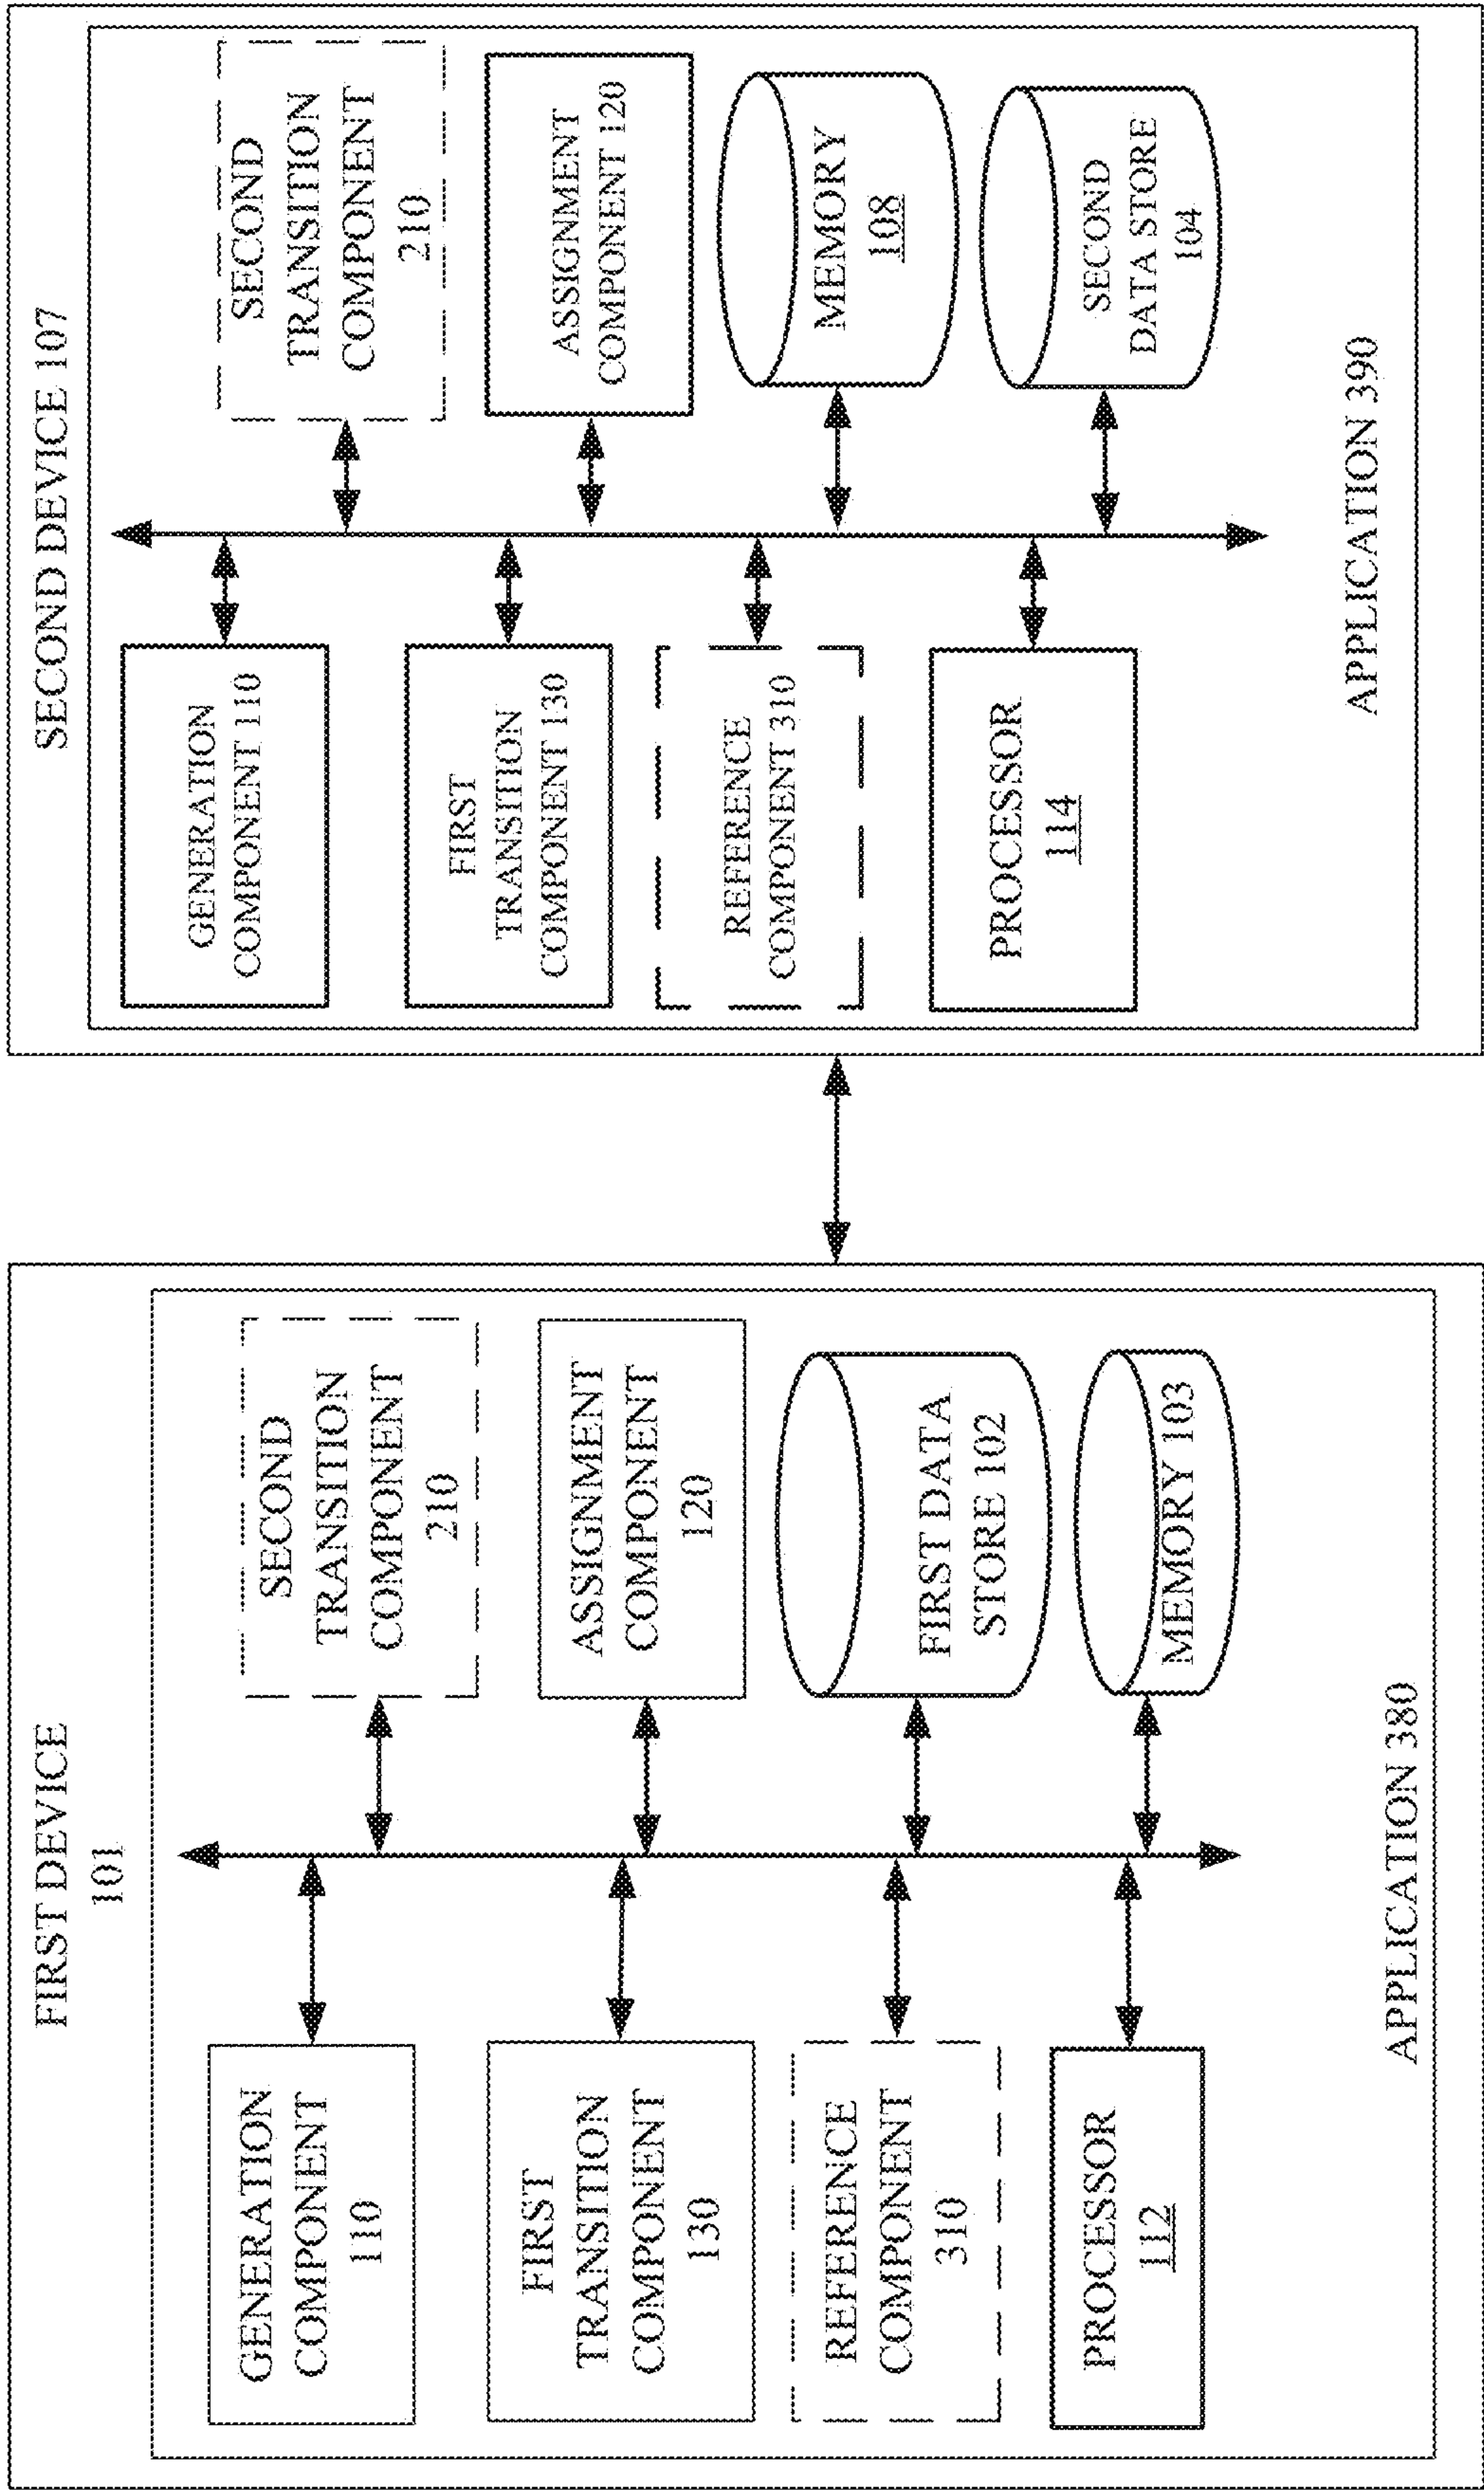 FIRST DEVICE
101
GENERATION
COMPONENT
110
FIRST
TRANSITION
COMPONENT
130
REFERENCE
COMPONENT
310
PROCESSOR
112
SECOND
TRANSITION
COMPONENT
210
ASSIGNMENT
COMPONENT
120
FIRST DATA
STORE 102
MEMORY 103
APPLICATION 380
SECOND DEVICE 107
GENERATION
COMPONENT 110
FIRST
TRANSITION
COMPONENT 130
REFERENCE
COMPONENT 310
PROCESSOR
114
SECOND
TRANSITION
COMPONENT
210
ASSIGNMENT
COMPONENT 120
MEMORY
108
SECOND
DATA STORE
104
APPLICATION 390